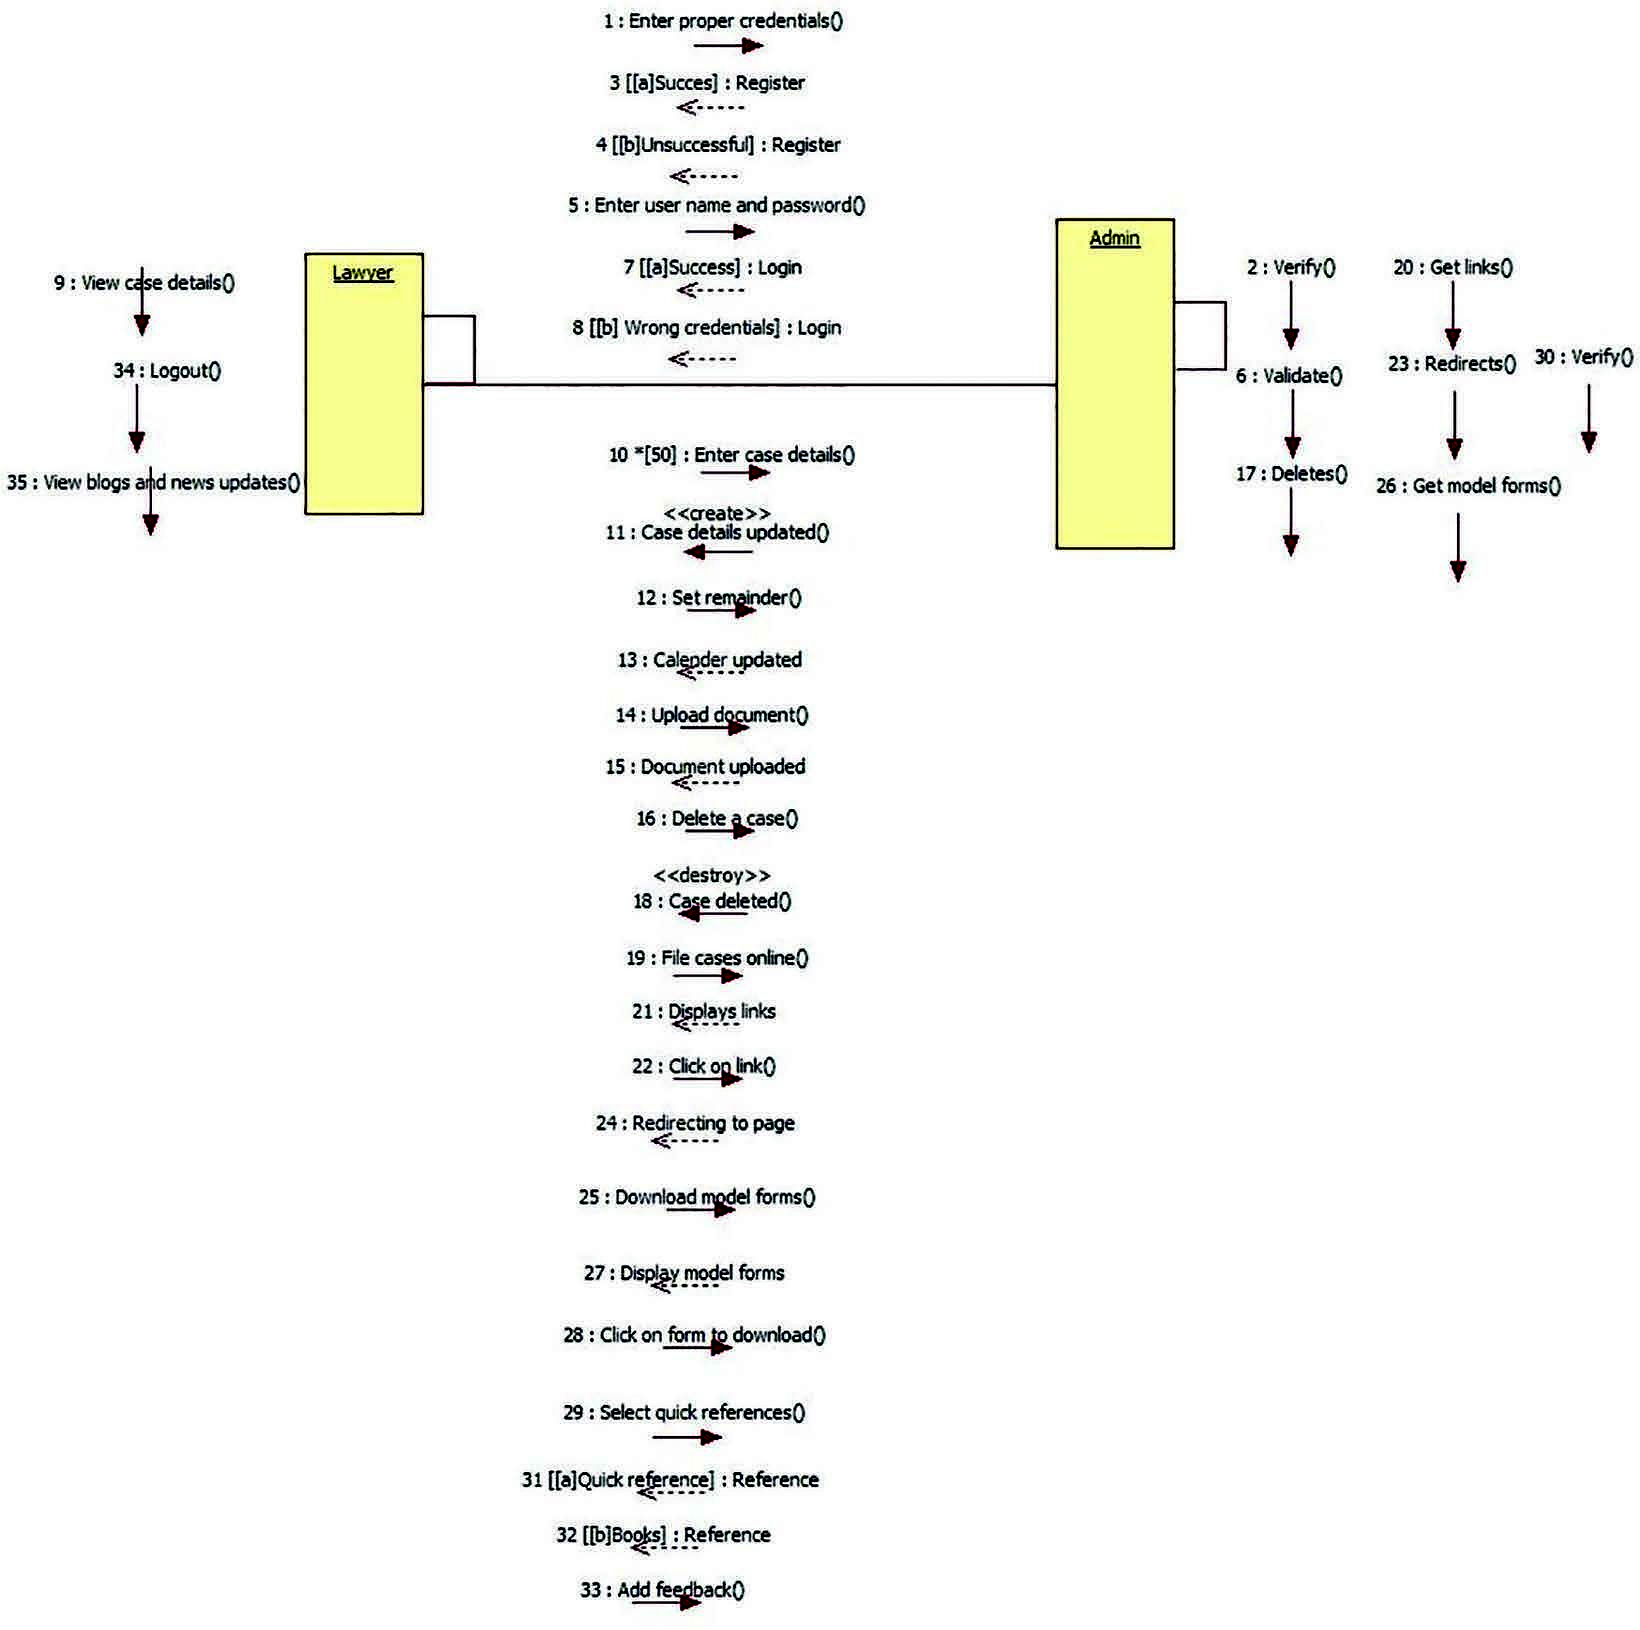 1 : Enter proper credentials()
3 [[a]Succes] : Register
4 [[b]Unsuccessful] : Register
5 : Enter user name and password()
7 [[a]Success] : Login
8 [[b] Wrong credentials] : Login
9 : View case details()
34 : Logout()
35 : View blogs and news updates()
Lawyer
Admin
2 : Verify()
6 : Validate()
17 : Deletes()
20 : Get links()
23 : Redirects()
26 : Get model forms()
30 : Verify()
10 *[50] : Enter case details()
<<create>>
11 : Case details updated()
12 : Set remainder()
13 : Calender updated
14 : Upload document()
15 : Document uploaded
16 : Delete a case()
<<destroy>>
18 : Case deleted()
19 : File cases online()
21 : Displays links
22 : Click on link()
24 : Redirecting to page
25 : Download model forms()
27 : Display model forms
28 : Click on form to download()
29 : Select quick references()
31 [[a]Quick reference] : Reference
32 [[b]Books] : Reference
33 : Add feedback()